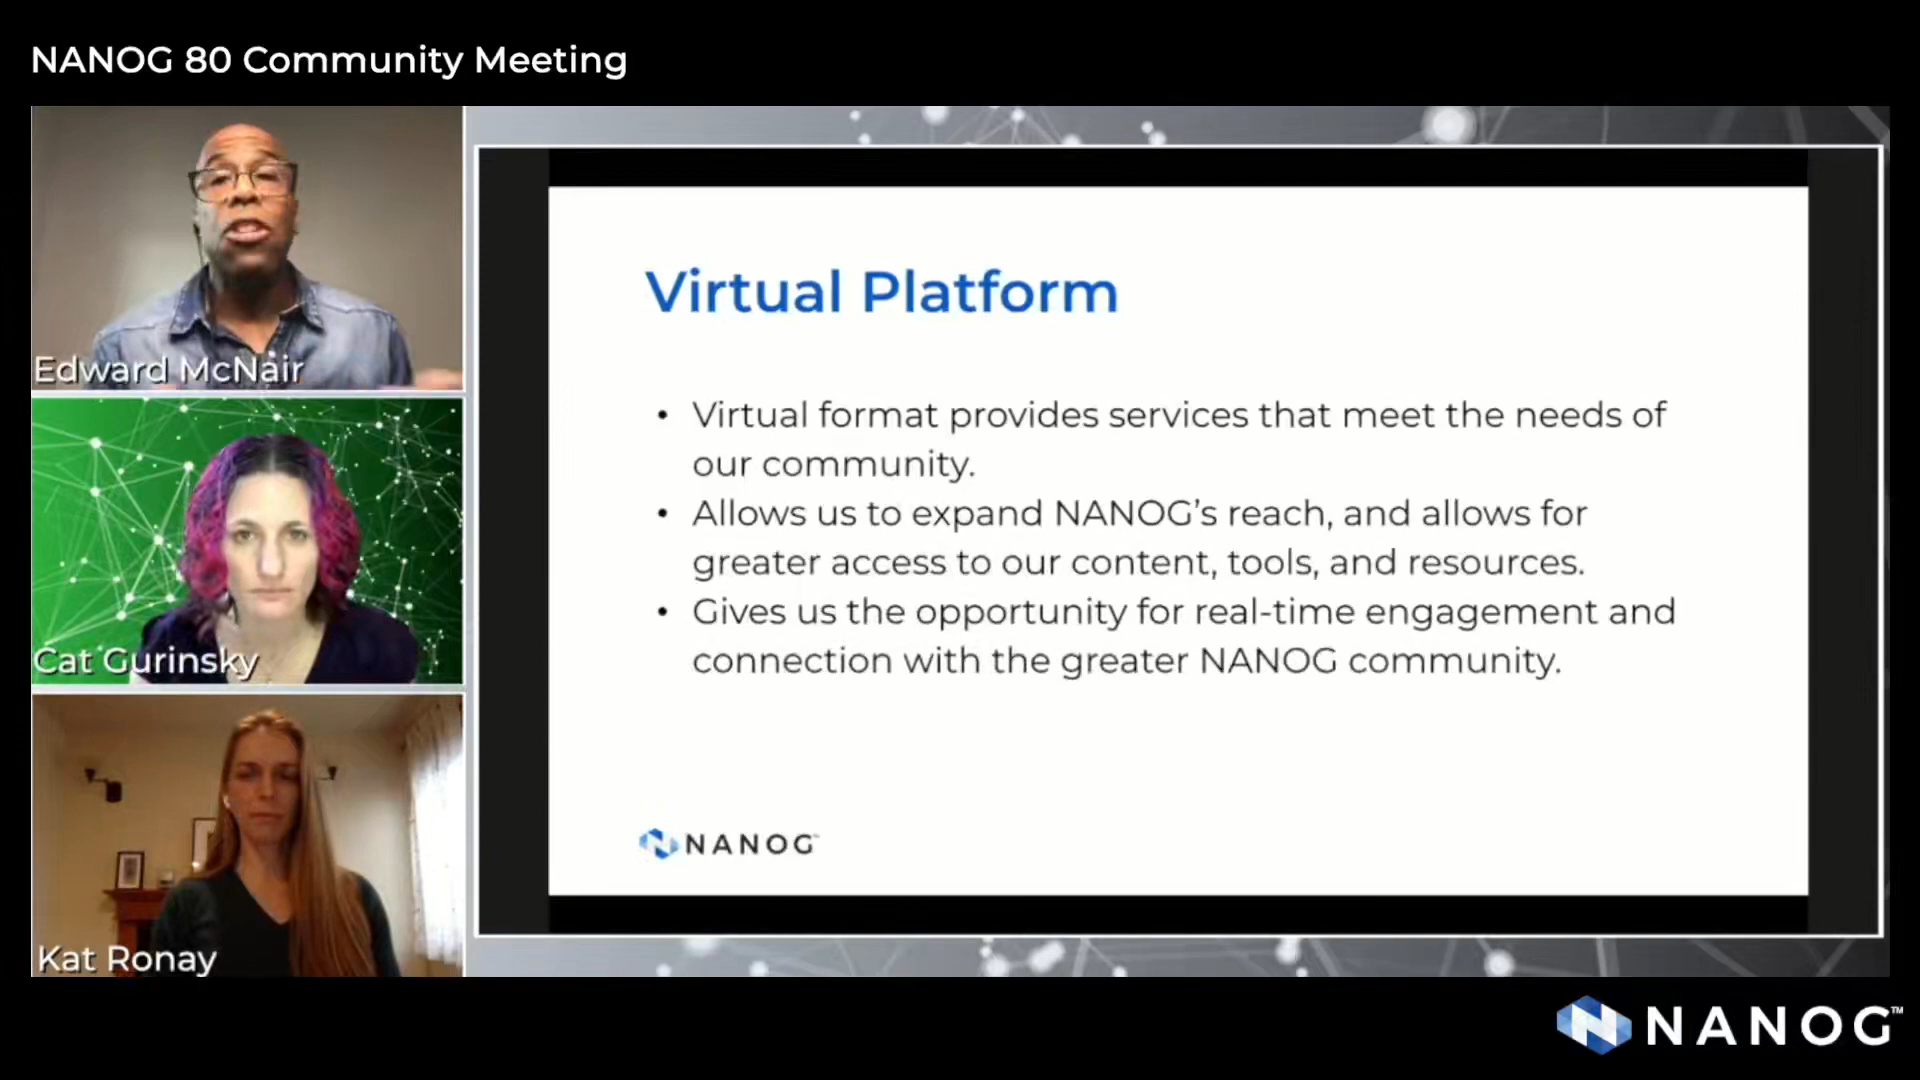 NANOG 80 Community Meeting
Edward McNair
Cat Gurinsky
Kat Ronay
Virtual Platform
• Virtual format provides services that meet the needs of
our community.
• Allows us to expand NANOG's reach, and allows for
greater access to our content, tools, and resources.
• Gives us the opportunity for real-time engagement and
connection with the greater NANOG community.
NANOG™
NANOG™